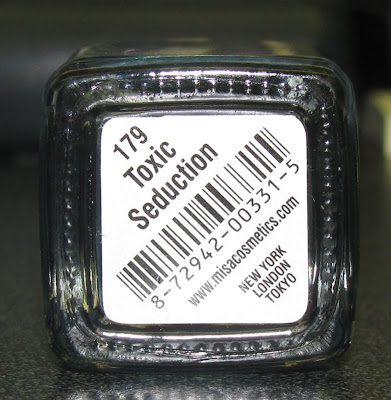 179
Toxic
Seduction
8-72942-00331-5
www.misacosmetics.com
NEW YORK
LONDON
TOKYO